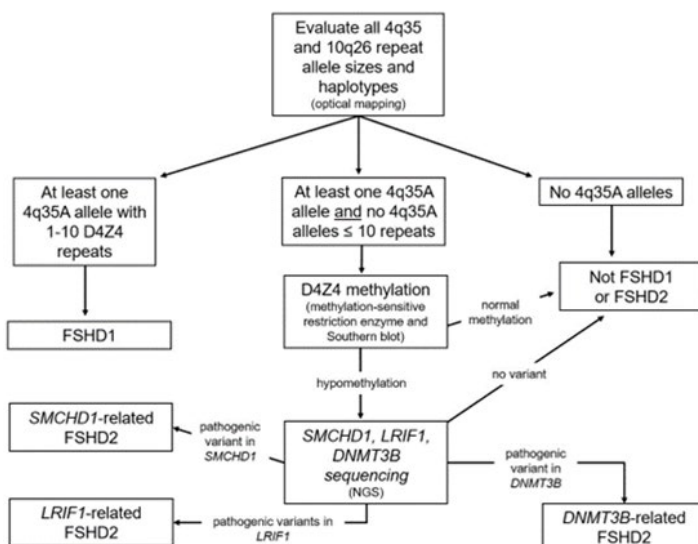 Evaluate all 4q35
and 10q26 repeat
allele sizes and
haplotypes
(optical mapping)
At least one
4q35A allele with
1-10 D4Z4
repeats
At least one 4q35A
allele and no 4q35A
alleles ≤ 10 repeats
No 4q35A alleles
FSHD1
D4Z4 methylation
(methylation-sensitive
restriction enzyme and
Southern blot)
normal
methylation
Not FSHD1
or FSHD2
hypomethylation
no variant
SMCHD1-related
FSHD2
pathogenic
variant in
SMCHD1
SMCHD1, LRIF1,
DNMT3B
sequencing
(NGS)
pathogenic
variant in
DNMT3B
LRIF1-related
FSHD2
pathogenic variants in
LRIF1
DNMT3B-related
FSHD2